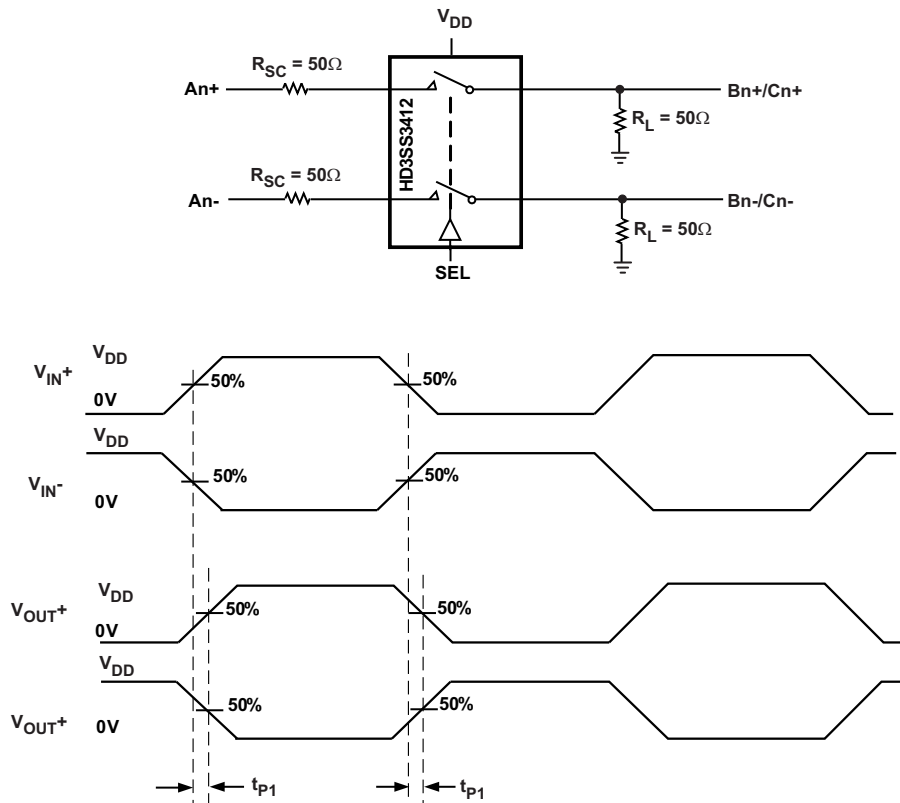 VDD
RSC = 50Ω
An+
Bn+/Cn+
RL = 50Ω
HD3SS3412
RSC = 50Ω
An-
Bn-/Cn-
RL = 50Ω
SEL
VDD
VIN+
50%
50%
0V
VDD
VIN-
50%
50%
0V
VDD
VOUT+
50%
50%
0V
VDD
VOUT+
50%
50%
0V
tP1
tP1